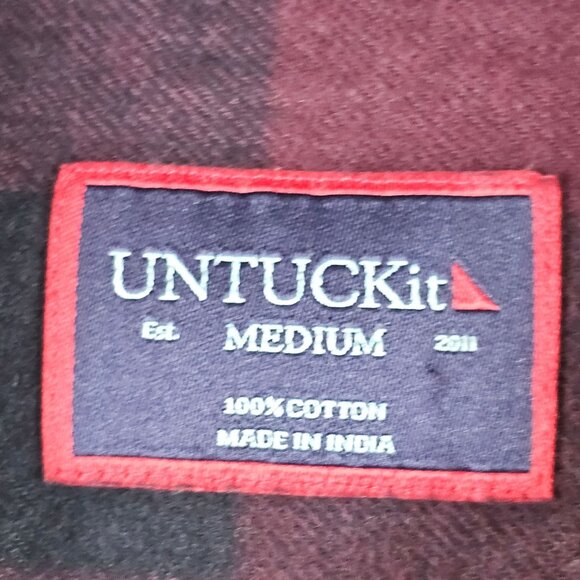 UNTUCKit
Est. MEDIUM 2011
100% COTTON
MADE IN INDIA